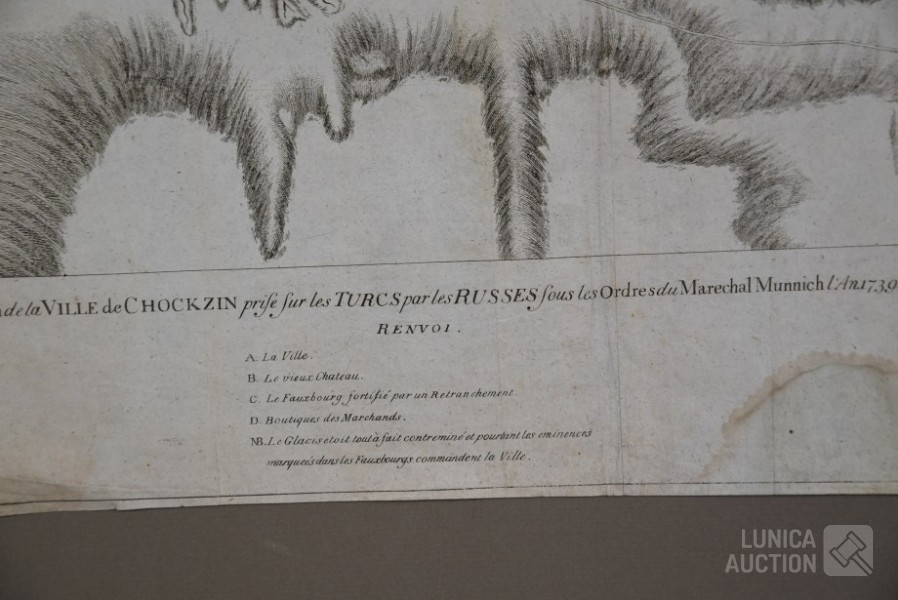 de la VILLE de CHOCKZIN prise sur les TURCS par les RUSSES sous les Ordres du Marechal Munnich l'An. 1739
RENVOI.
A. La Ville.
B. Le vieux Chateau.
C. Le Fauxbourg fortifié par un Retranchement.
D. Boutiques des Marchands.
NB. Le Glacis etoit tout à fait contreminé et pourtant les eminences
marqueés dans les Fauxbourgs commandent la Ville.
LUNICA
AUCTION